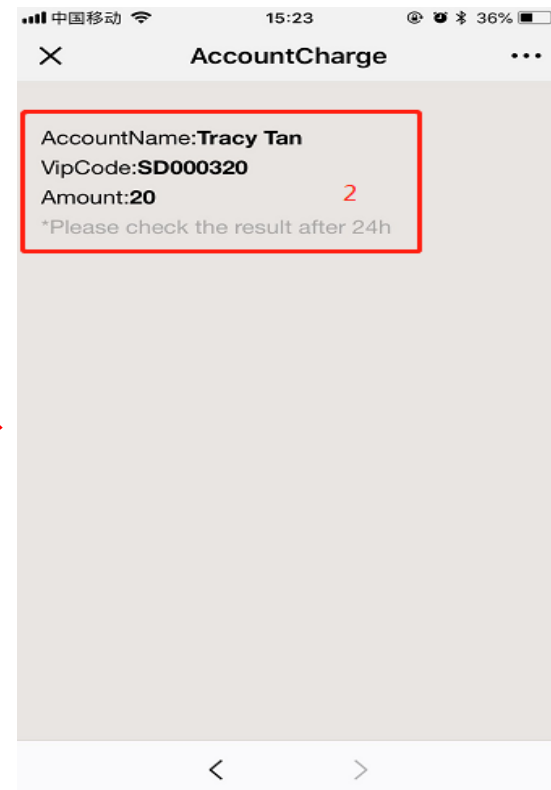 中国移动 15:23 36%
AccountCharge
AccountName:Tracy Tan
VipCode:SD000320
Amount:20
2
*Please check the result after 24h